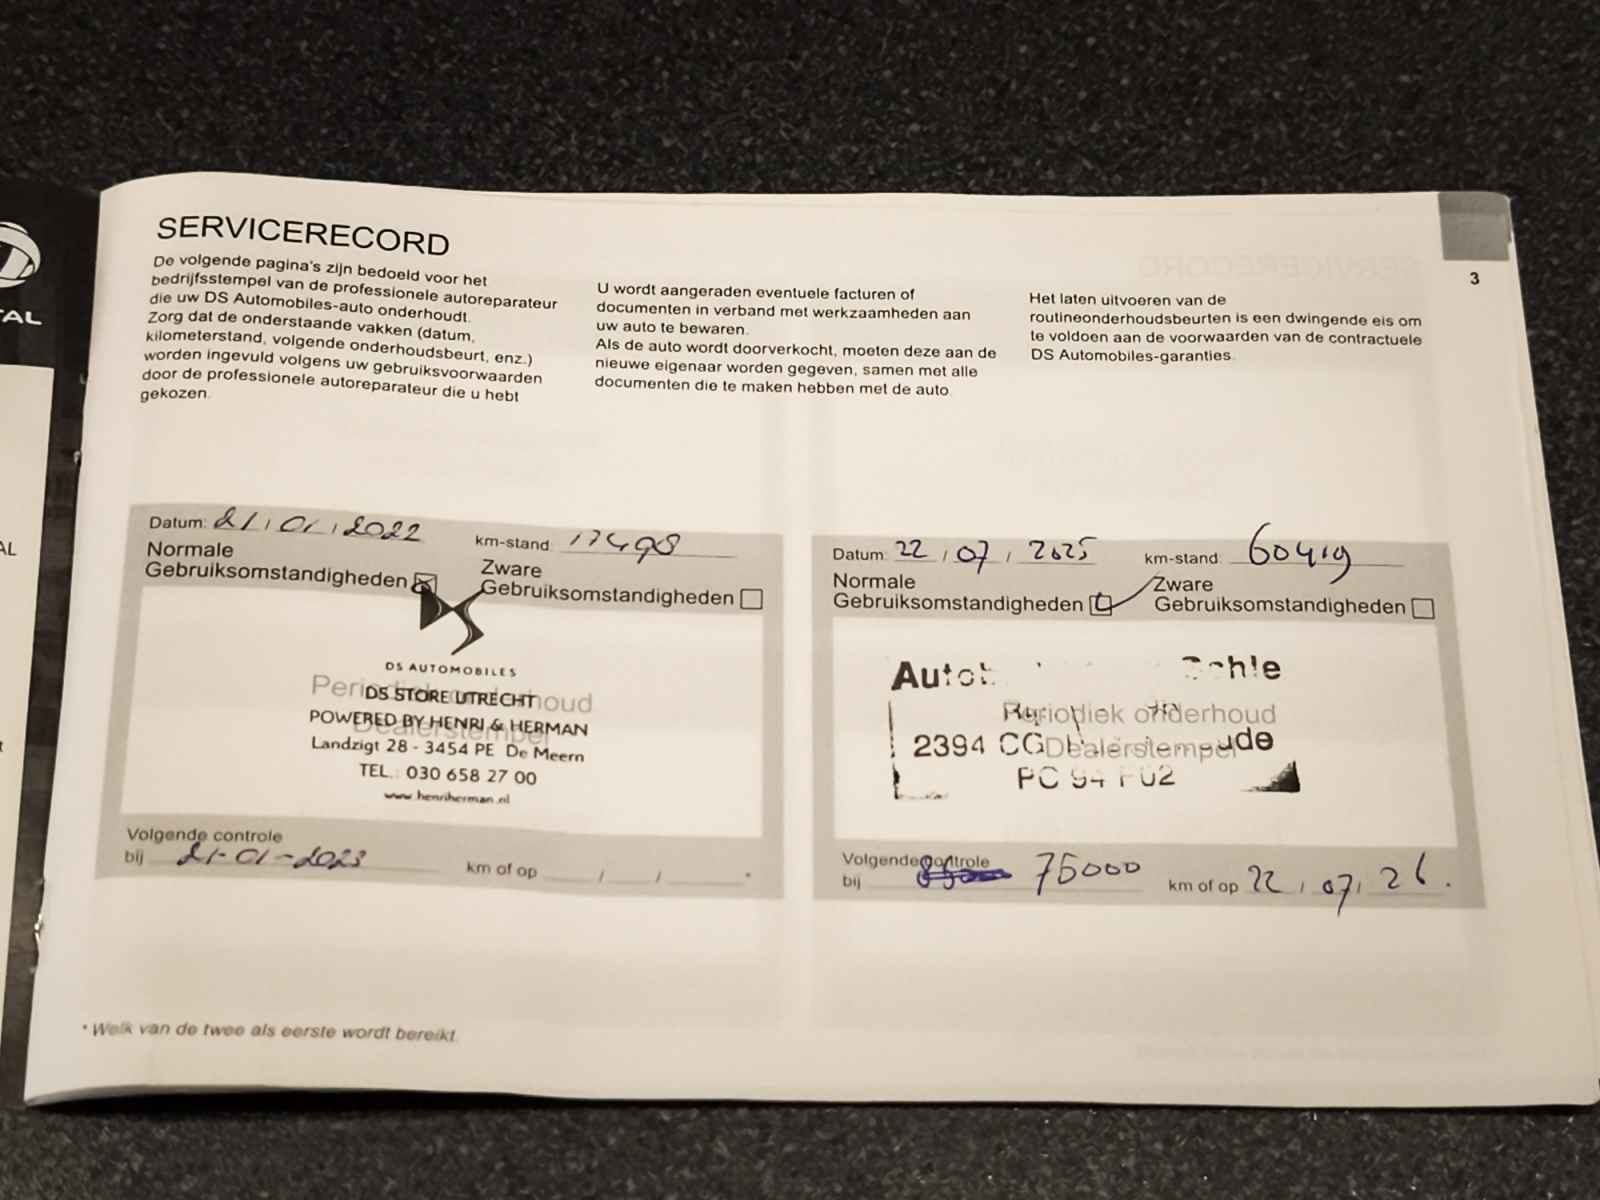 SERVICERECORD
De volgende pagina's zijn bedoeld voor het
bedrijfsstempel van de professionele autoreparateur
die uw DS Automobiles-auto onderhoudt.
Zorg dat de onderstaande vakken (datum,
kilometerstand, volgende onderhoudsbeurt, enz.)
worden ingevuld volgens uw gebruiksvoorwaarden
door de professionele autoreparateur die u hebt
gekozen.
U wordt aangeraden eventuele facturen of
documenten in verband met werkzaamheden aan
uw auto te bewaren.
Als de auto wordt doorverkocht, moeten deze aan de
nieuwe eigenaar worden gegeven, samen met alle
documenten die te maken hebben met de auto.
Het laten uitvoeren van de
routineonderhoudsbeurten is een dwingende eis om
te voldoen aan de voorwaarden van de contractuele
DS Automobiles-garanties.
3
Datum: 21 / 01 / 2022 km-stand: 17498
Normale Gebruiksomstandigheden Zware Gebruiksomstandigheden
DS AUTOMOBILES
Periodiek onderhoud
Dealerstempel
DS STORE UTRECHT
POWERED BY HENRI & HERMAN
Landzigt 28 - 3454 PE De Meern
TEL.: 030 658 27 00
www.henriherman.nl
Volgende controle
bij 21-01-2023 km of op / / *
Datum: 22 / 07 / 2025 km-stand: 60419
Normale Gebruiksomstandigheden Zware Gebruiksomstandigheden
Periodiek onderhoud
Dealerstempel
2394 CG
Volgende controle
bij 75000 km of op 22 / 07 / 26.
* Welk van de twee als eerste wordt bereikt.